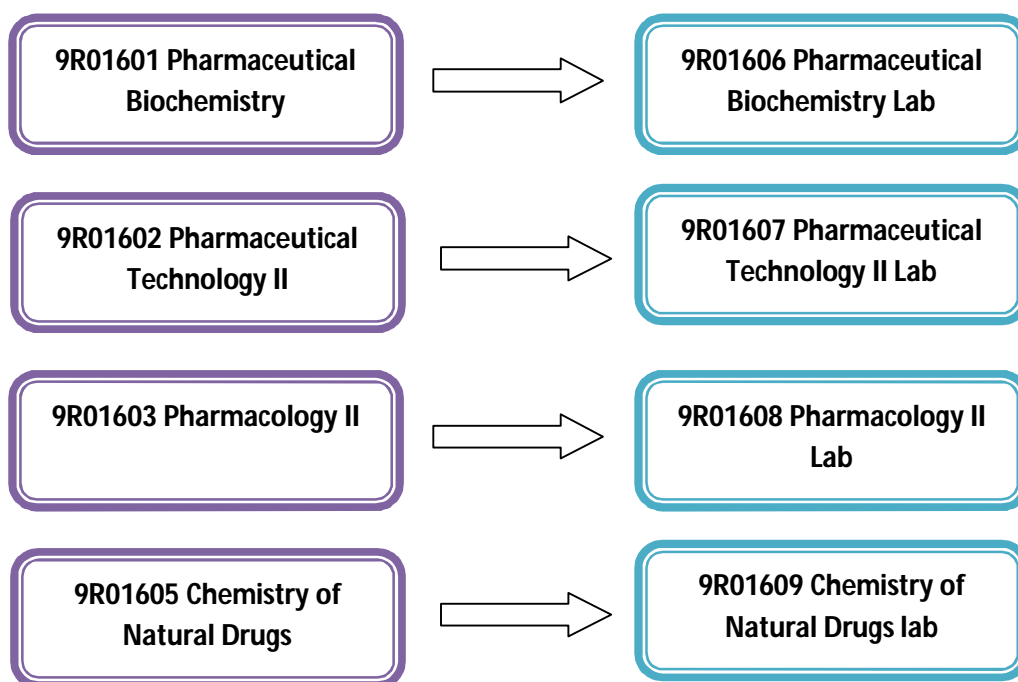 9R01601 Pharmaceutical
Biochemistry
9R01606 Pharmaceutical
Biochemistry Lab
9R01602 Pharmaceutical
Technology II
9R01607 Pharmaceutical
Technology II Lab
9R01603 Pharmacology II
9R01608 Pharmacology II
Lab
9R01605 Chemistry of
Natural Drugs
9R01609 Chemistry of
Natural Drugs lab